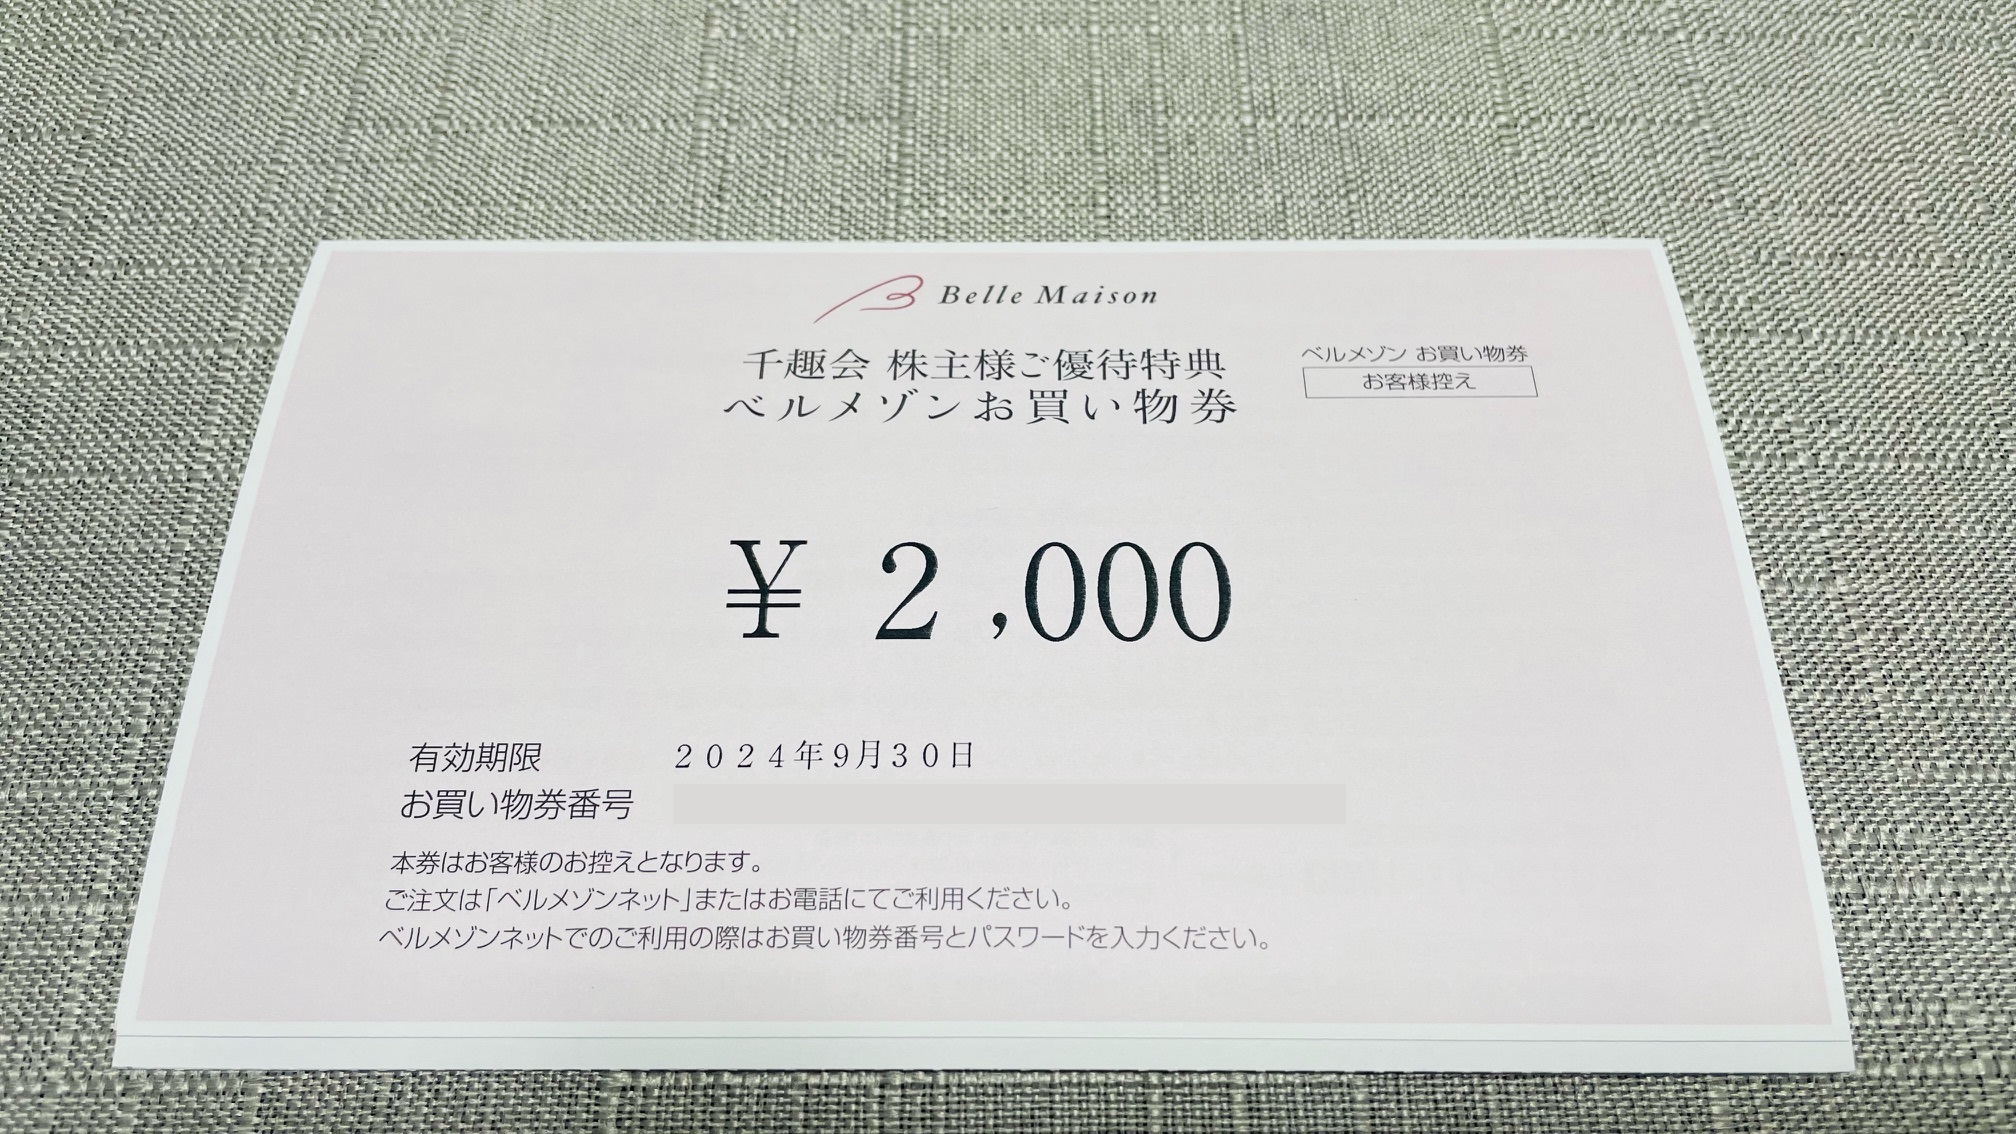 Belle Maison
千趣会 株主様ご優待特典
ベルメゾンお買い物券
ベルメゾン お買い物券
お客様控え
¥ 2,000
有効期限 2024年9月30日
お買い物券番号
本券はお客様のお控えとなります。
ご注文は「ベルメゾンネット」またはお電話にてご利用ください。
ベルメゾンネットでのご利用の際はお買い物券番号とパスワードを入力ください。